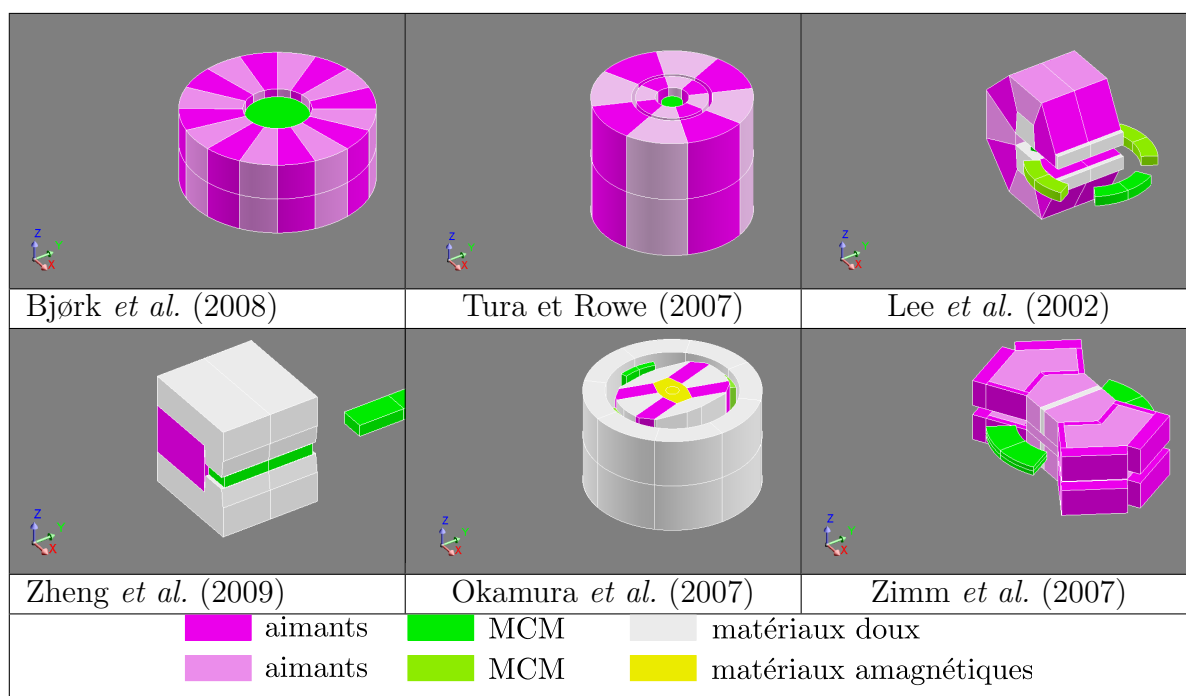 Z Y X
Z Y X
Z Y X
Bjørk et al. (2008) Tura et Rowe (2007) Lee et al. (2002)
Z Y X
Z Y X
Z Y X
Zheng et al. (2009) Okamura et al. (2007) Zimm et al. (2007)
aimants MCM matériaux doux
aimants MCM matériaux amagnétiques